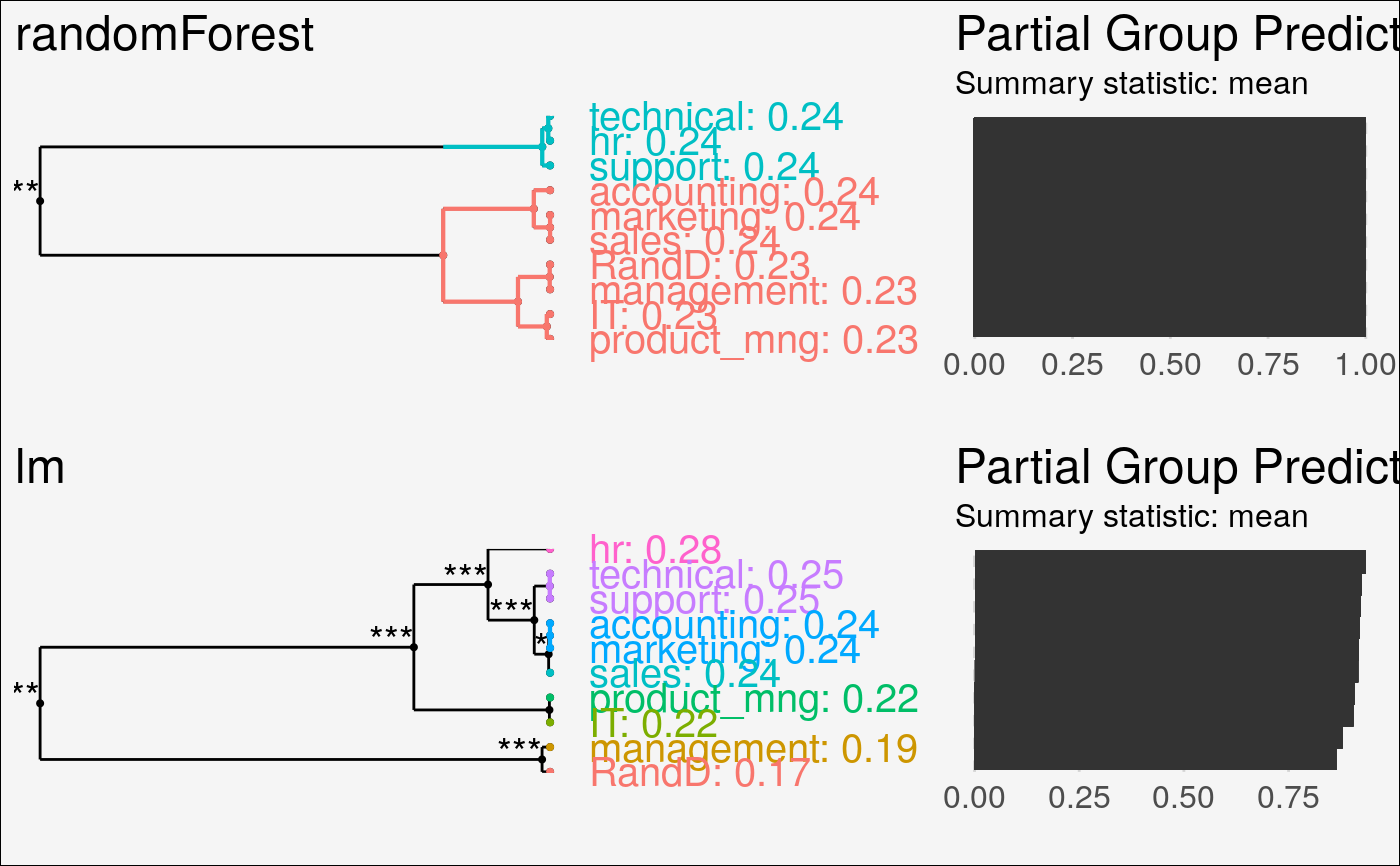 randomForest
Partial Group Predict
Summary statistic: mean
**
technical: 0.24
hr: 0.24
support: 0.24
accounting: 0.24
marketing: 0.24
sales: 0.24
RandD: 0.23
management: 0.23
IT: 0.23
product_mng: 0.23
0.00 0.25 0.50 0.75 1.00
lm
Partial Group Predict
Summary statistic: mean
hr: 0.28
***
technical: 0.25
support: 0.25
***
accounting: 0.24
***
*
marketing: 0.24
sales: 0.24
**
product_mng: 0.22
IT: 0.22
***
management: 0.19
RandD: 0.17
0.00 0.25 0.50 0.75